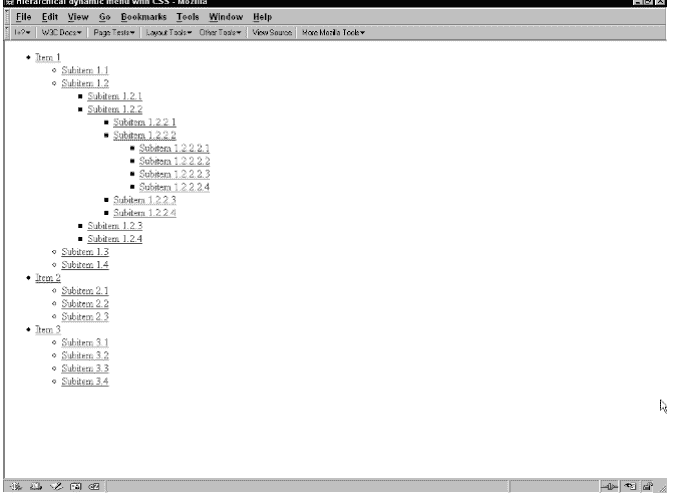 Hierarchical dynamic menu with CSS - Mozilla
File Edit View Go Bookmarks Tools Window Help
W3C Docs Page Tests Layout Tools Other Tools View Source More Mozilla Tools
Item 1
Subitem 1.1
Subitem 1.2
Subitem 1.2.1
Subitem 1.2.2
Subitem 1.2.2.1
Subitem 1.2.2.2
Subitem 1.2.2.2.1
Subitem 1.2.2.2.2
Subitem 1.2.2.2.3
Subitem 1.2.2.2.4
Subitem 1.2.2.3
Subitem 1.2.2.4
Subitem 1.2.3
Subitem 1.2.4
Subitem 1.3
Subitem 1.4
Item 2
Subitem 2.1
Subitem 2.2
Subitem 2.3
Item 3
Subitem 3.1
Subitem 3.2
Subitem 3.3
Subitem 3.4